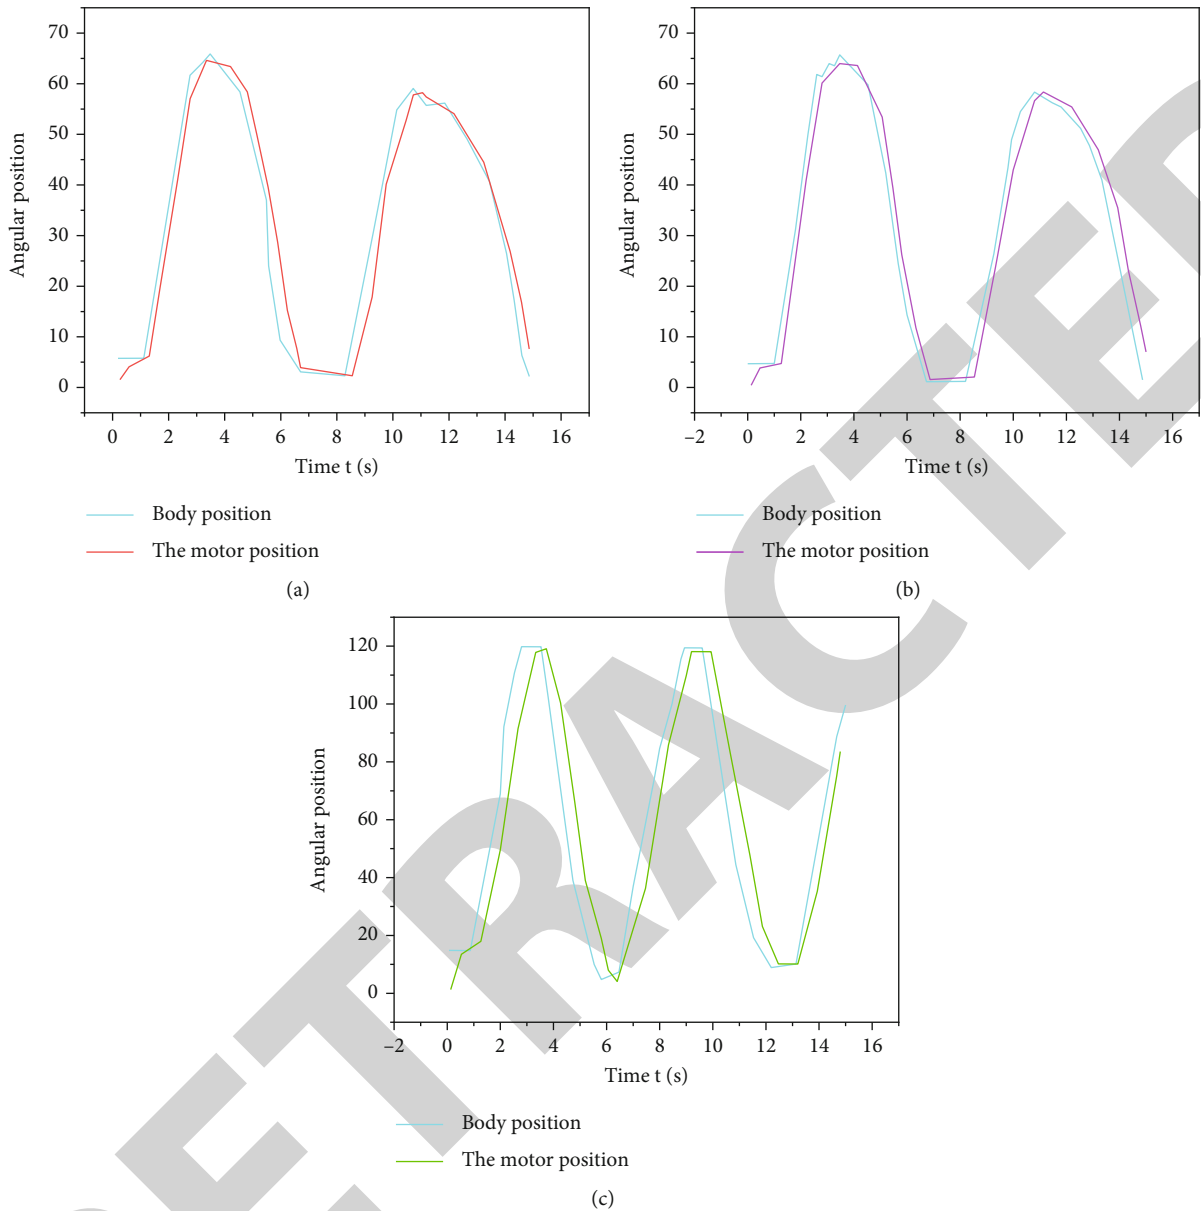 70
60
50
40
30
20
10
0
Angular position
0 2 4 6 8 10 12 14 16
Time t (s)
Body position
The motor position
(a)
70
60
50
40
30
20
10
0
Angular position
−2 0 2 4 6 8 10 12 14 16
Time t (s)
Body position
The motor position
(b)
120
100
80
60
40
20
0
Angular position
−2 0 2 4 6 8 10 12 14 16
Time t (s)
Body position
The motor position
(c)
RETRACTED